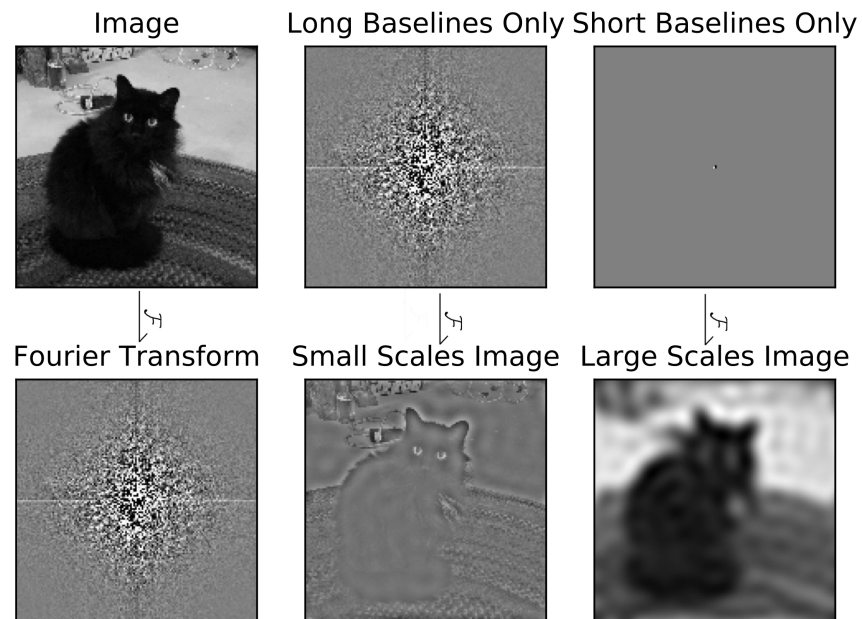 Image
Long Baselines Only
Short Baselines Only
ℱ
ℱ
ℱ
Fourier Transform
Small Scales Image
Large Scales Image